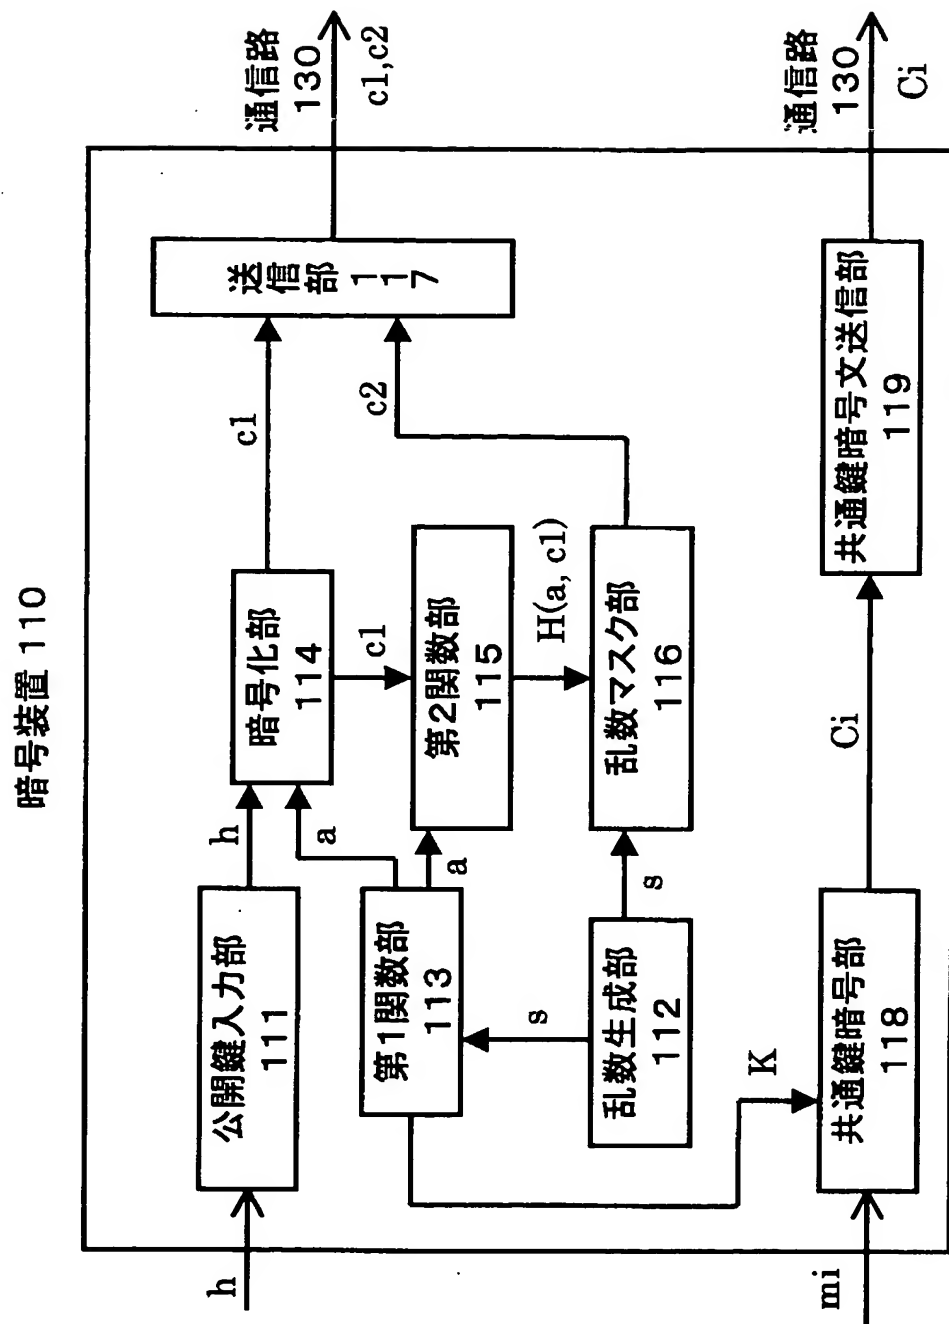 暗号装置 110
h
公開鍵入力部
111
h
a
暗号化部
114
c1
送信部117
通信路
130
c1,c2
c1
第1関数部
113
a
第2関数部
115
c2
s
H(a, c1)
乱数生成部
112
s
乱数マスク部
116
K
mi
共通鍵暗号部
118
Ci
共通鍵暗号文送信部
119
通信路
130
Ci